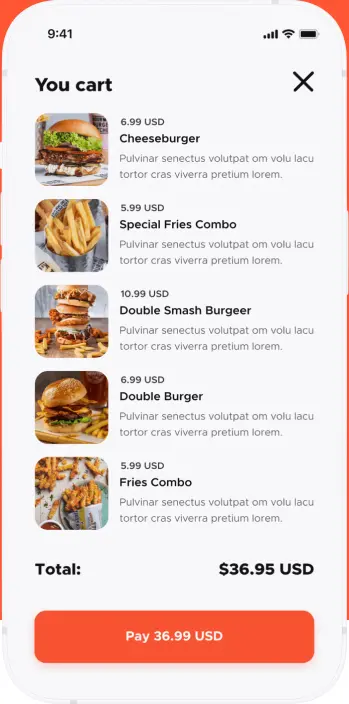 9:41
You cart
6.99 USD
Cheeseburger
Pulvinar senectus volutpat om volu lacu
tortor cras viverra pretium lorem.
5.99 USD
Special Fries Combo
Pulvinar senectus volutpat om volu lacu
tortor cras viverra pretium lorem.
10.99 USD
Double Smash Burgeer
Pulvinar senectus volutpat om volu lacu
tortor cras viverra pretium lorem.
6.99 USD
Double Burger
Pulvinar senectus volutpat om volu lacu
tortor cras viverra pretium lorem.
5.99 USD
Fries Combo
Pulvinar senectus volutpat om volu lacu
tortor cras viverra pretium lorem.
Total: $36.95 USD
Pay 36.99 USD